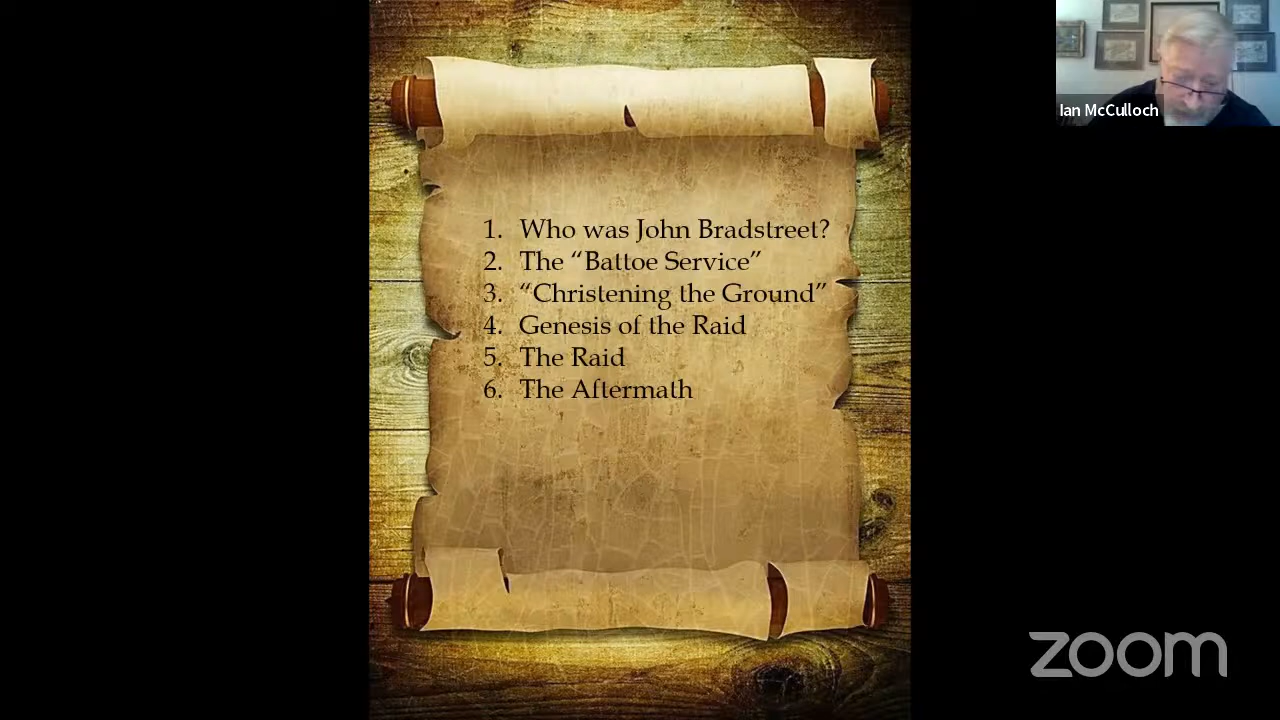 1. Who was John Bradstreet?
2. The “Battoe Service”
3. “Christening the Ground”
4. Genesis of the Raid
5. The Raid
6. The Aftermath
Ian McCulloch
zoom